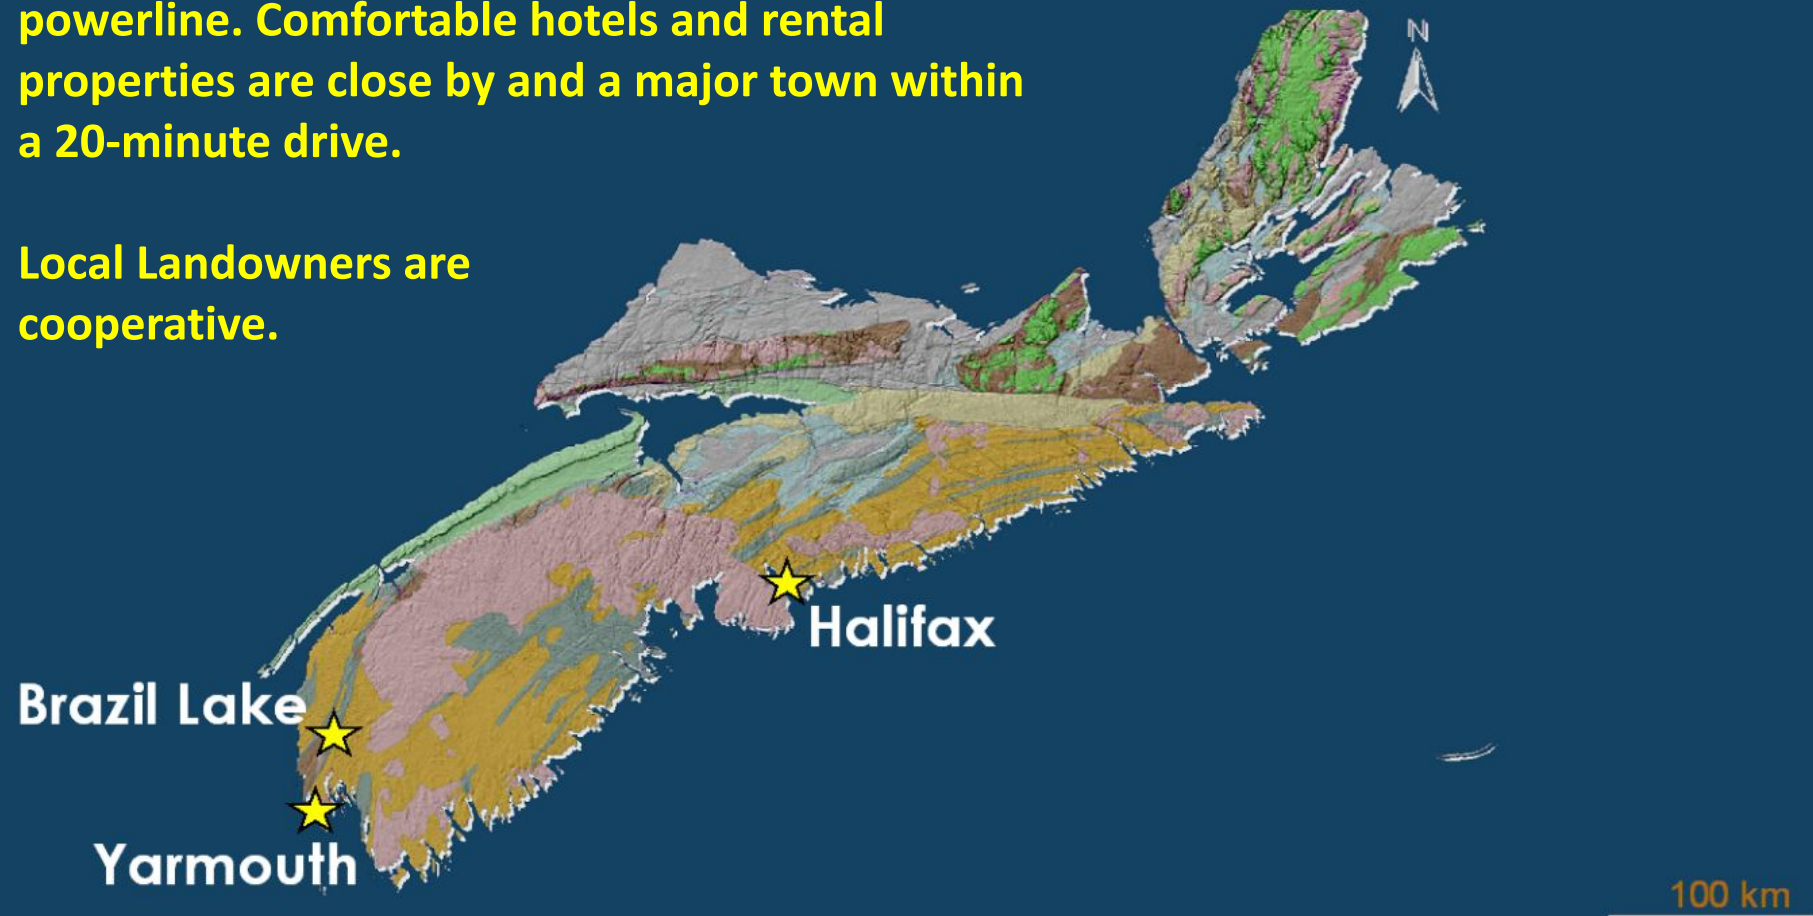 powerline. Comfortable hotels and rental
properties are close by and a major town within
a 20-minute drive.
Local Landowners are
cooperative.
N
Halifax
Brazil Lake
Yarmouth
100 km